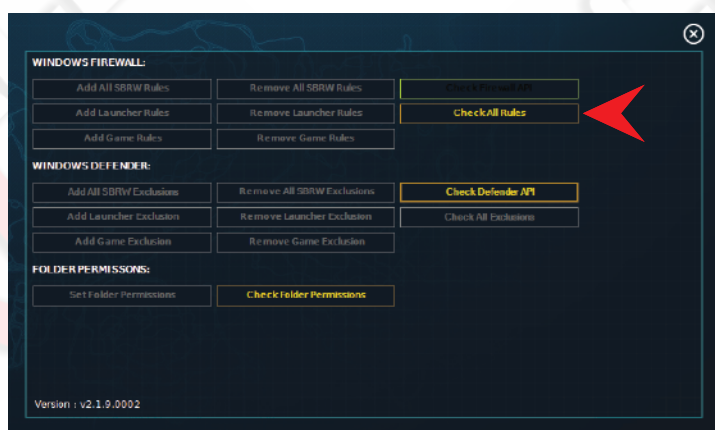 WINDOWS FIREWALL:
Add All SBRW Rules Remove All SBRW Rules Check Firewall API
Add Launcher Rules Remove Launcher Rules Check All Rules
Add Game Rules Remove Game Rules
WINDOWS DEFENDER:
Add All SBRW Exclusions Remove All SBRW Exclusions Check Defender API
Add Launcher Exclusion Remove Launcher Exclusion Check All Exclusions
Add Game Exclusion Remove Game Exclusion
FOLDER PERMISSONS:
Set Folder Permissions Check Folder Permissions
Version : v2.1.9.0002